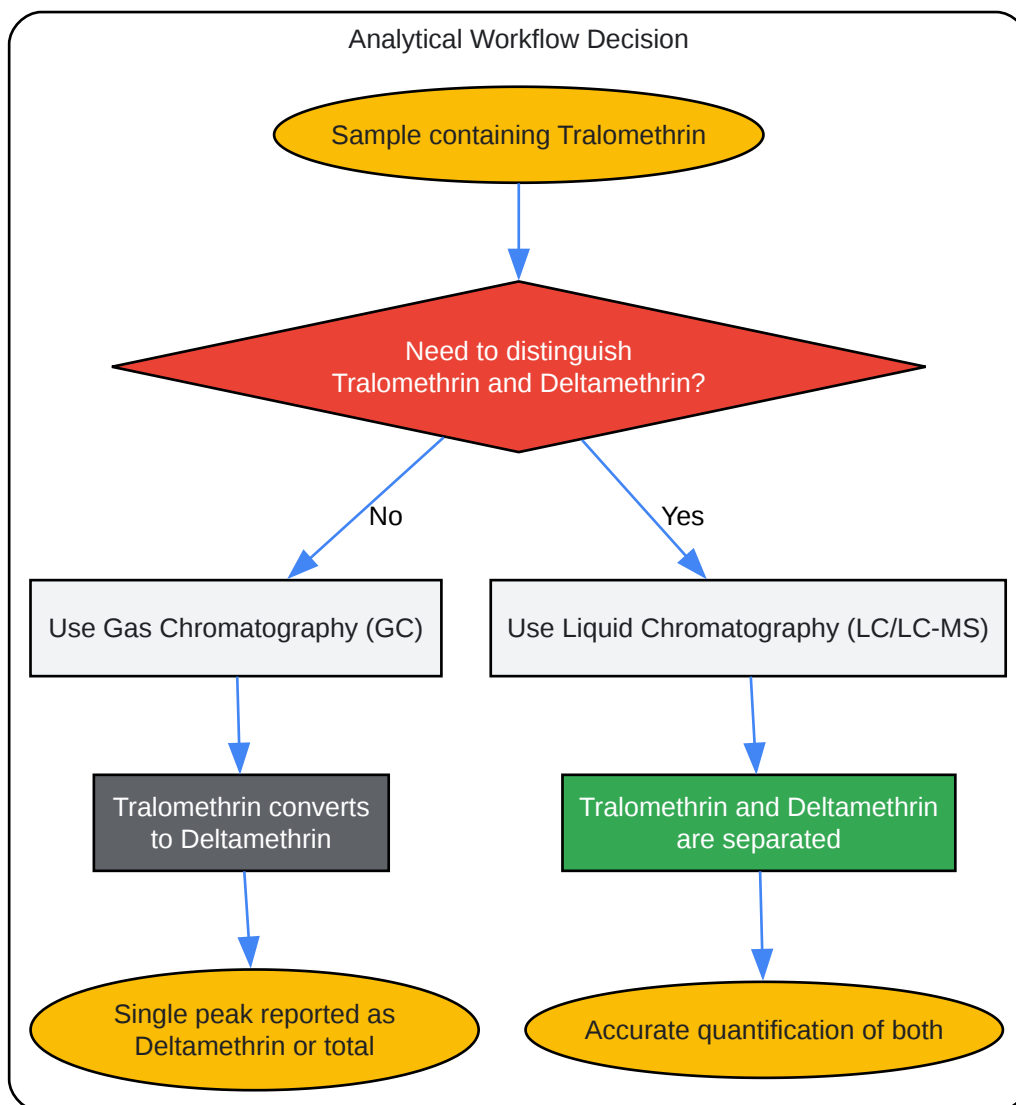 Analytical Workflow Decision
Sample containing Tralomethrin
Need to distinguish
Tralomethrin and Deltamethrin?
No
Yes
Use Gas Chromatography (GC)
Use Liquid Chromatography (LC/LC-MS)
Tralomethrin converts
to Deltamethrin
Tralomethrin and Deltamethrin
are separated
Single peak reported as
Deltamethrin or total
Accurate quantification of both